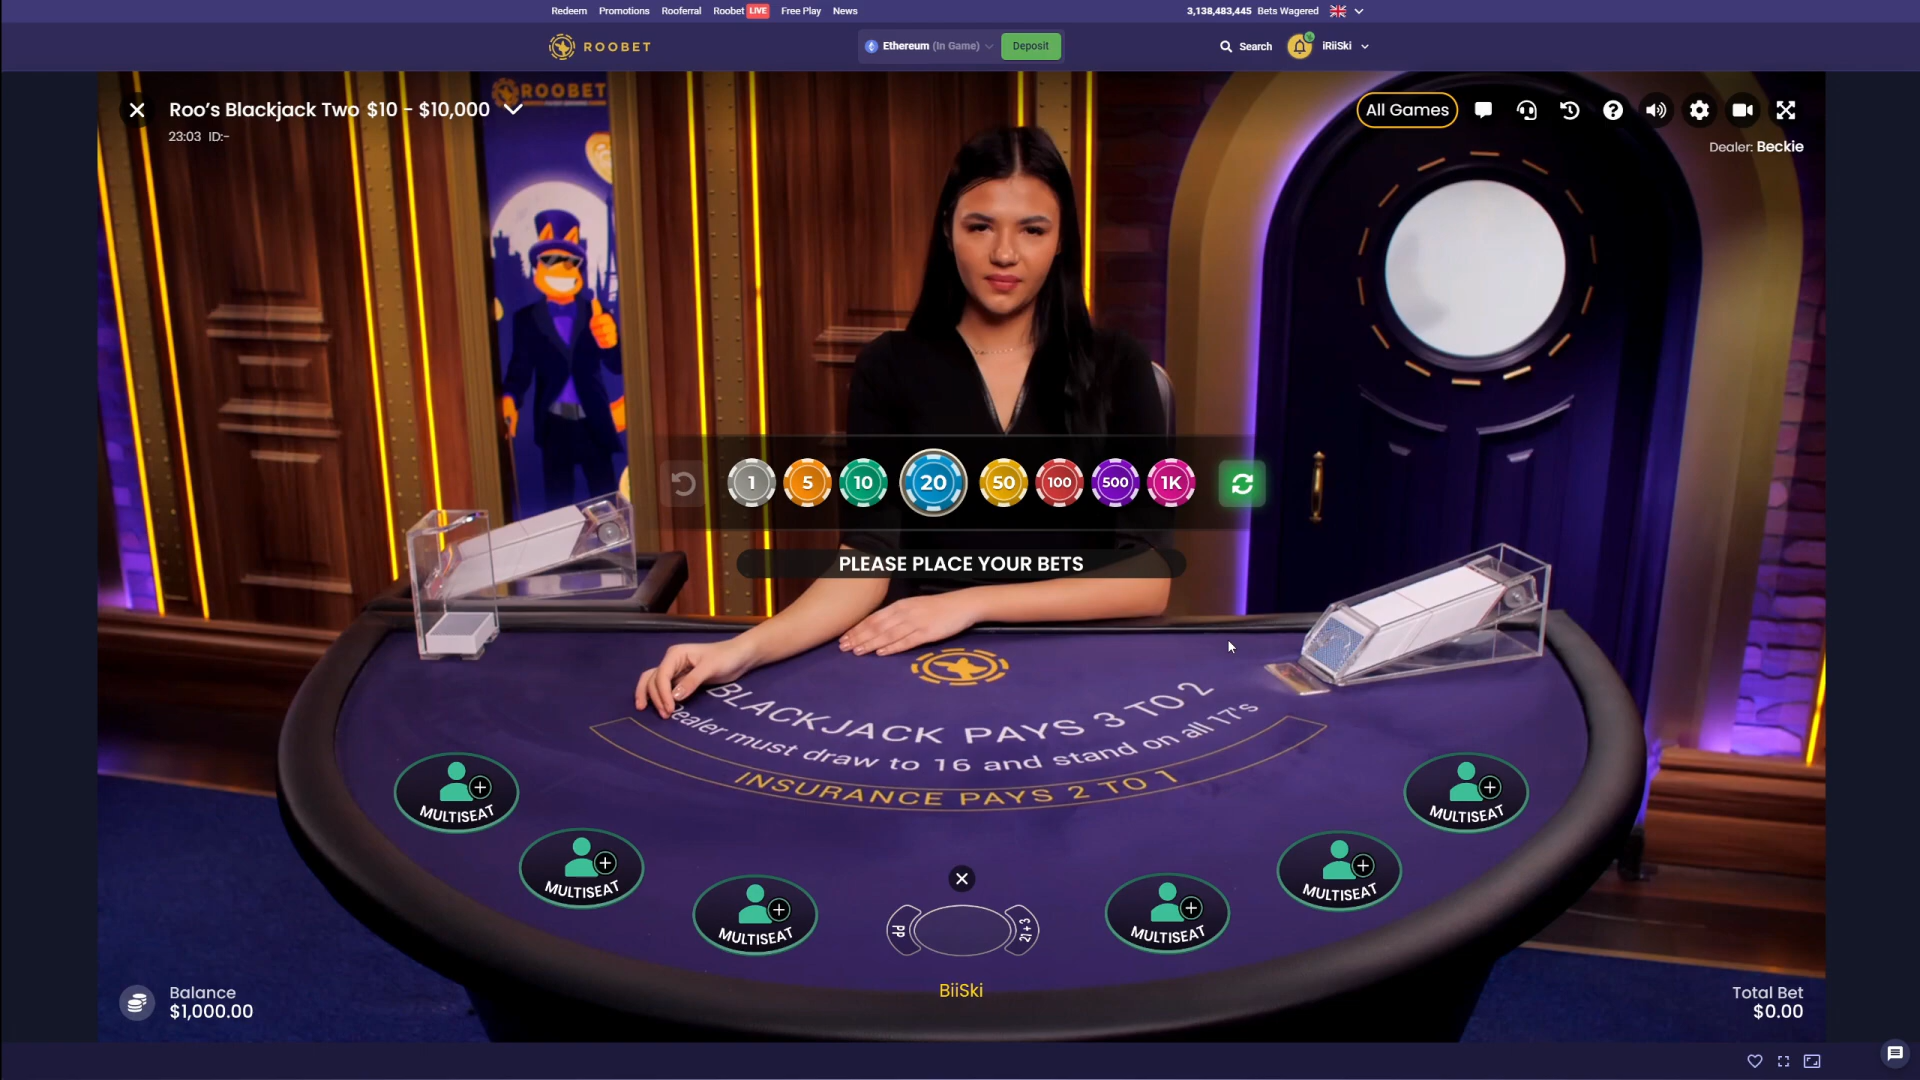 Redeem Promotions Rooferral Roobet LIVE Free Play News
3,138,483,445 Bets Wagered
ROOBET
Ethereum (In Game)
Deposit
Search
iRiiSki
ROOBET
Roo's Blackjack Two $10 - $10,000
23:03 ID:-
All Games
Dealer: Beckie
1 5 10 20 50 100 500 1K
PLEASE PLACE YOUR BETS
BLACKJACK PAYS 3 TO 2
Dealer must draw to 16 and stand on all 17's
INSURANCE PAYS 2 TO 1
MULTISEAT
MULTISEAT
MULTISEAT
PP
21+3
MULTISEAT
MULTISEAT
MULTISEAT
BiiSki
Balance
$1,000.00
Total Bet
$0.00